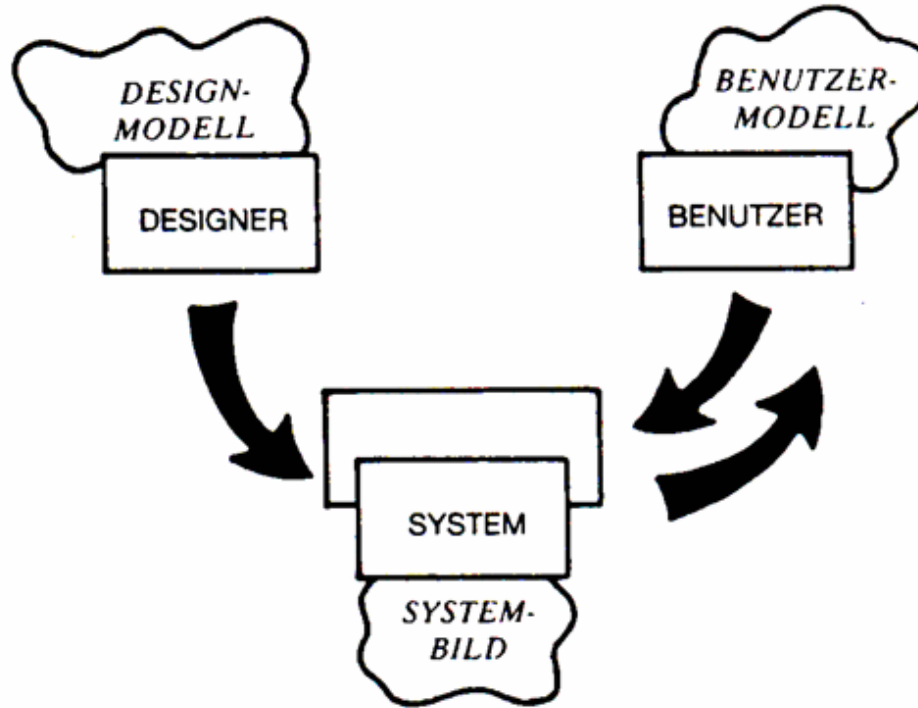 DESIGN-
MODELL
DESIGNER
BENUTZER-
MODELL
BENUTZER
SYSTEM
SYSTEM-
BILD